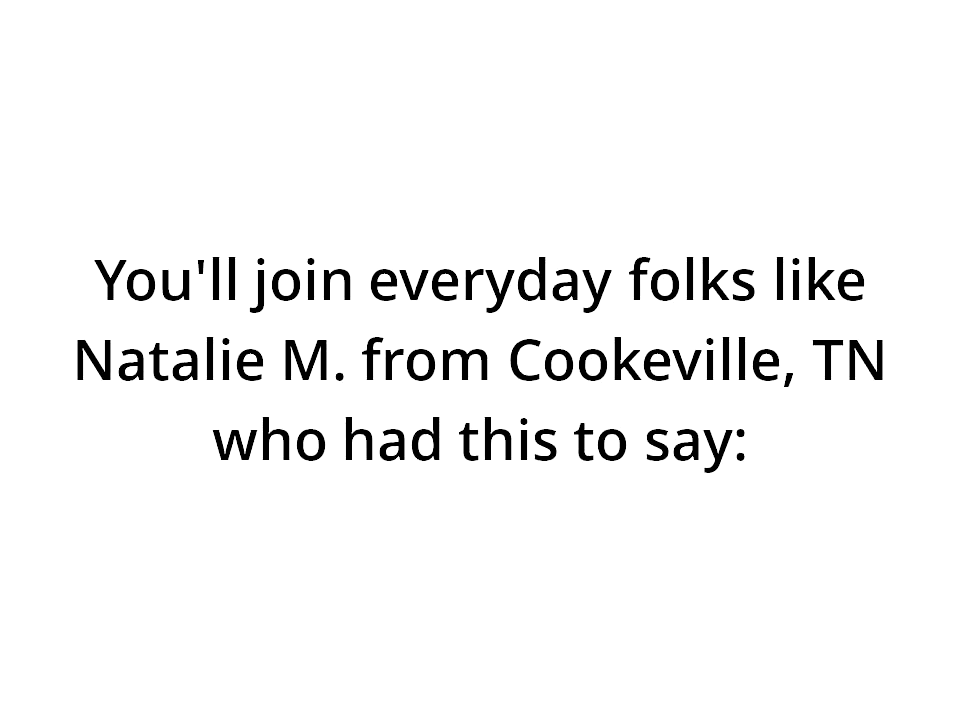 You'll join everyday folks like
Natalie M. from Cookeville, TN
who had this to say: